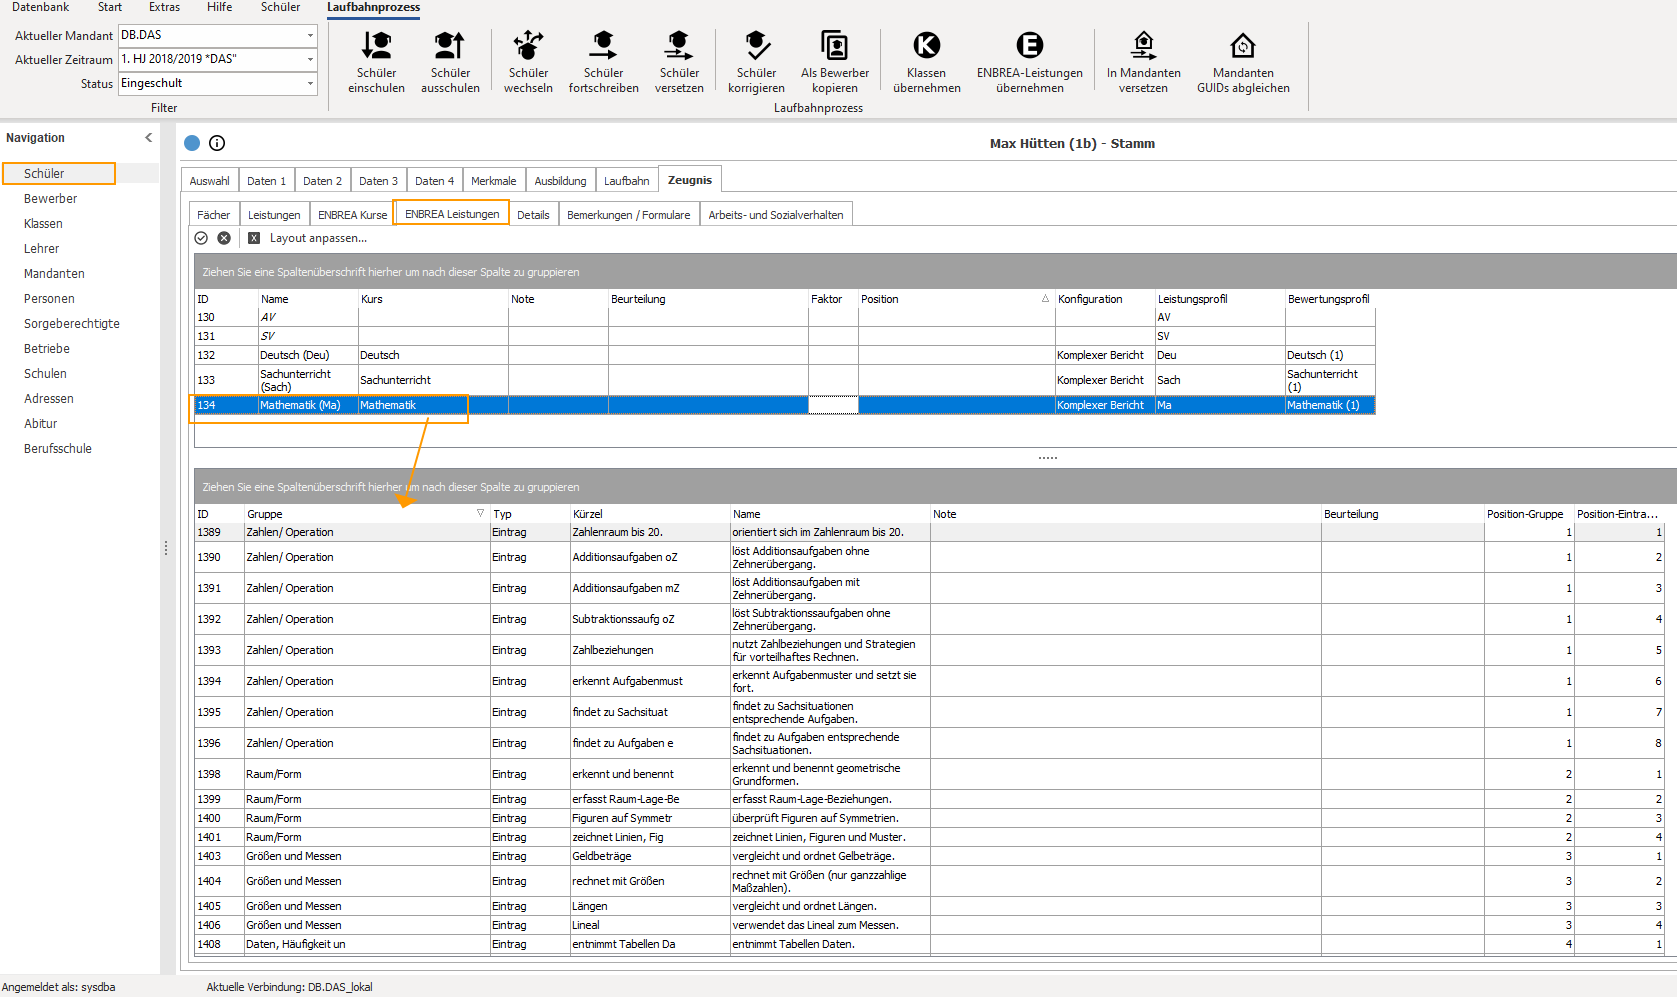 Datenbank Start Extras Hilfe Schüler Laufbahnprozess
Aktueller Mandant DB.DAS
Aktueller Zeitraum 1. HJ 2018/2019 *DAS"
Status Eingeschult
Filter
Schüler einschulen
Schüler ausschulen
Schüler wechseln
Schüler fortschreiben
Schüler versetzen
Schüler korrigieren
Als Bewerber kopieren
Klassen übernehmen
ENBREA-Leistungen übernehmen
In Mandanten versetzen
Mandanten GUIDs abgleichen
Laufbahnprozess
Navigation
Schüler
Bewerber
Klassen
Lehrer
Mandanten
Personen
Sorgeberechtigte
Betriebe
Schulen
Adressen
Abitur
Berufsschule
Max Hütten (1b) - Stamm
Auswahl Daten 1 Daten 2 Daten 3 Daten 4 Merkmale Ausbildung Laufbahn Zeugnis
Fächer Leistungen ENBREA Kurse ENBREA Leistungen Details Bemerkungen / Formulare Arbeits- und Sozialverhalten
Layout anpassen...
Ziehen Sie eine Spaltenüberschrift hierher um nach dieser Spalte zu gruppieren
ID Name Kurs Note Beurteilung Faktor Position Konfiguration Leistungsprofil Bewertungsprofil
130 AV AV
131 SV SV
132 Deutsch (Deu) Deutsch Komplexer Bericht Deu Deutsch (1)
133 Sachunterricht (Sach) Sachunterricht Komplexer Bericht Sach Sachunterricht (1)
134 Mathematik (Ma) Mathematik Komplexer Bericht Ma Mathematik (1)
Ziehen Sie eine Spaltenüberschrift hierher um nach dieser Spalte zu gruppieren
ID Gruppe Typ Kürzel Name Note Beurteilung Position-Gruppe Position-Eintra...
1389 Zahlen/ Operation Eintrag Zahlenraum bis 20. orientiert sich im Zahlenraum bis 20. 1 1
1390 Zahlen/ Operation Eintrag Additionsaufgaben oZ löst Additionsaufgaben ohne Zehnerübergang. 1 2
1391 Zahlen/ Operation Eintrag Additionsaufgaben mZ löst Additionsaufgaben mit Zehnerübergang. 1 3
1392 Zahlen/ Operation Eintrag Subtraktionssaufg oZ löst Subtraktionssaufgaben ohne Zehnerübergang. 1 4
1393 Zahlen/ Operation Eintrag Zahlbeziehungen nutzt Zahlbeziehungen und Strategien für vorteilhaftes Rechnen. 1 5
1394 Zahlen/ Operation Eintrag erkennt Aufgabenmust erkennt Aufgabenmuster und setzt sie fort. 1 6
1395 Zahlen/ Operation Eintrag findet zu Sachsituat findet zu Sachsituationen entsprechende Aufgaben. 1 7
1396 Zahlen/ Operation Eintrag findet zu Aufgaben e findet zu Aufgaben entsprechende Sachsituationen. 1 8
1398 Raum/Form Eintrag erkennt und benennt erkennt und benennt geometrische Grundformen. 2 1
1399 Raum/Form Eintrag erfasst Raum-Lage-Be erfasst Raum-Lage-Beziehungen. 2 2
1400 Raum/Form Eintrag Figuren auf Symmetr überprüft Figuren auf Symmetrien. 2 3
1401 Raum/Form Eintrag zeichnet Linien, Fig zeichnet Linien, Figuren und Muster. 2 4
1403 Größen und Messen Eintrag Geldbeträge vergleicht und ordnet Gelbeträge. 3 1
1404 Größen und Messen Eintrag rechnet mit Größen rechnet mit Größen (nur ganzzahlige Maßzahlen). 3 2
1405 Größen und Messen Eintrag Längen vergleicht und ordnet Längen. 3 3
1406 Größen und Messen Eintrag Lineal verwendet das Lineal zum Messen. 3 4
1408 Daten, Häufigkeit un Eintrag entnimmt Tabellen Da entnimmt Tabellen Daten. 4 1
Angemeldet als: sysdba Aktuelle Verbindung: DB.DAS_lokal